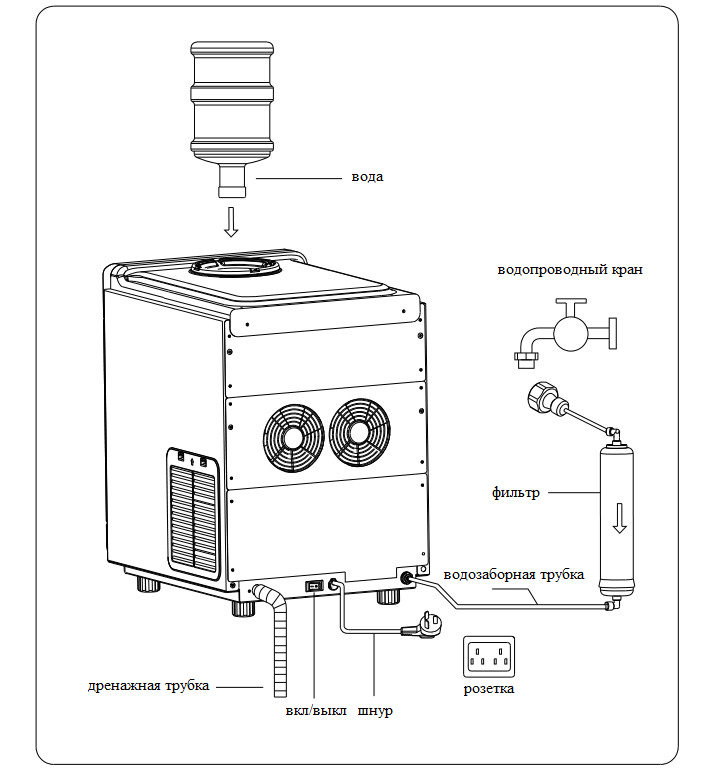 вода
водопроводный кран
фильтр
водозаборная трубка
розетка
дренажная трубка
вкл/выкл шнур